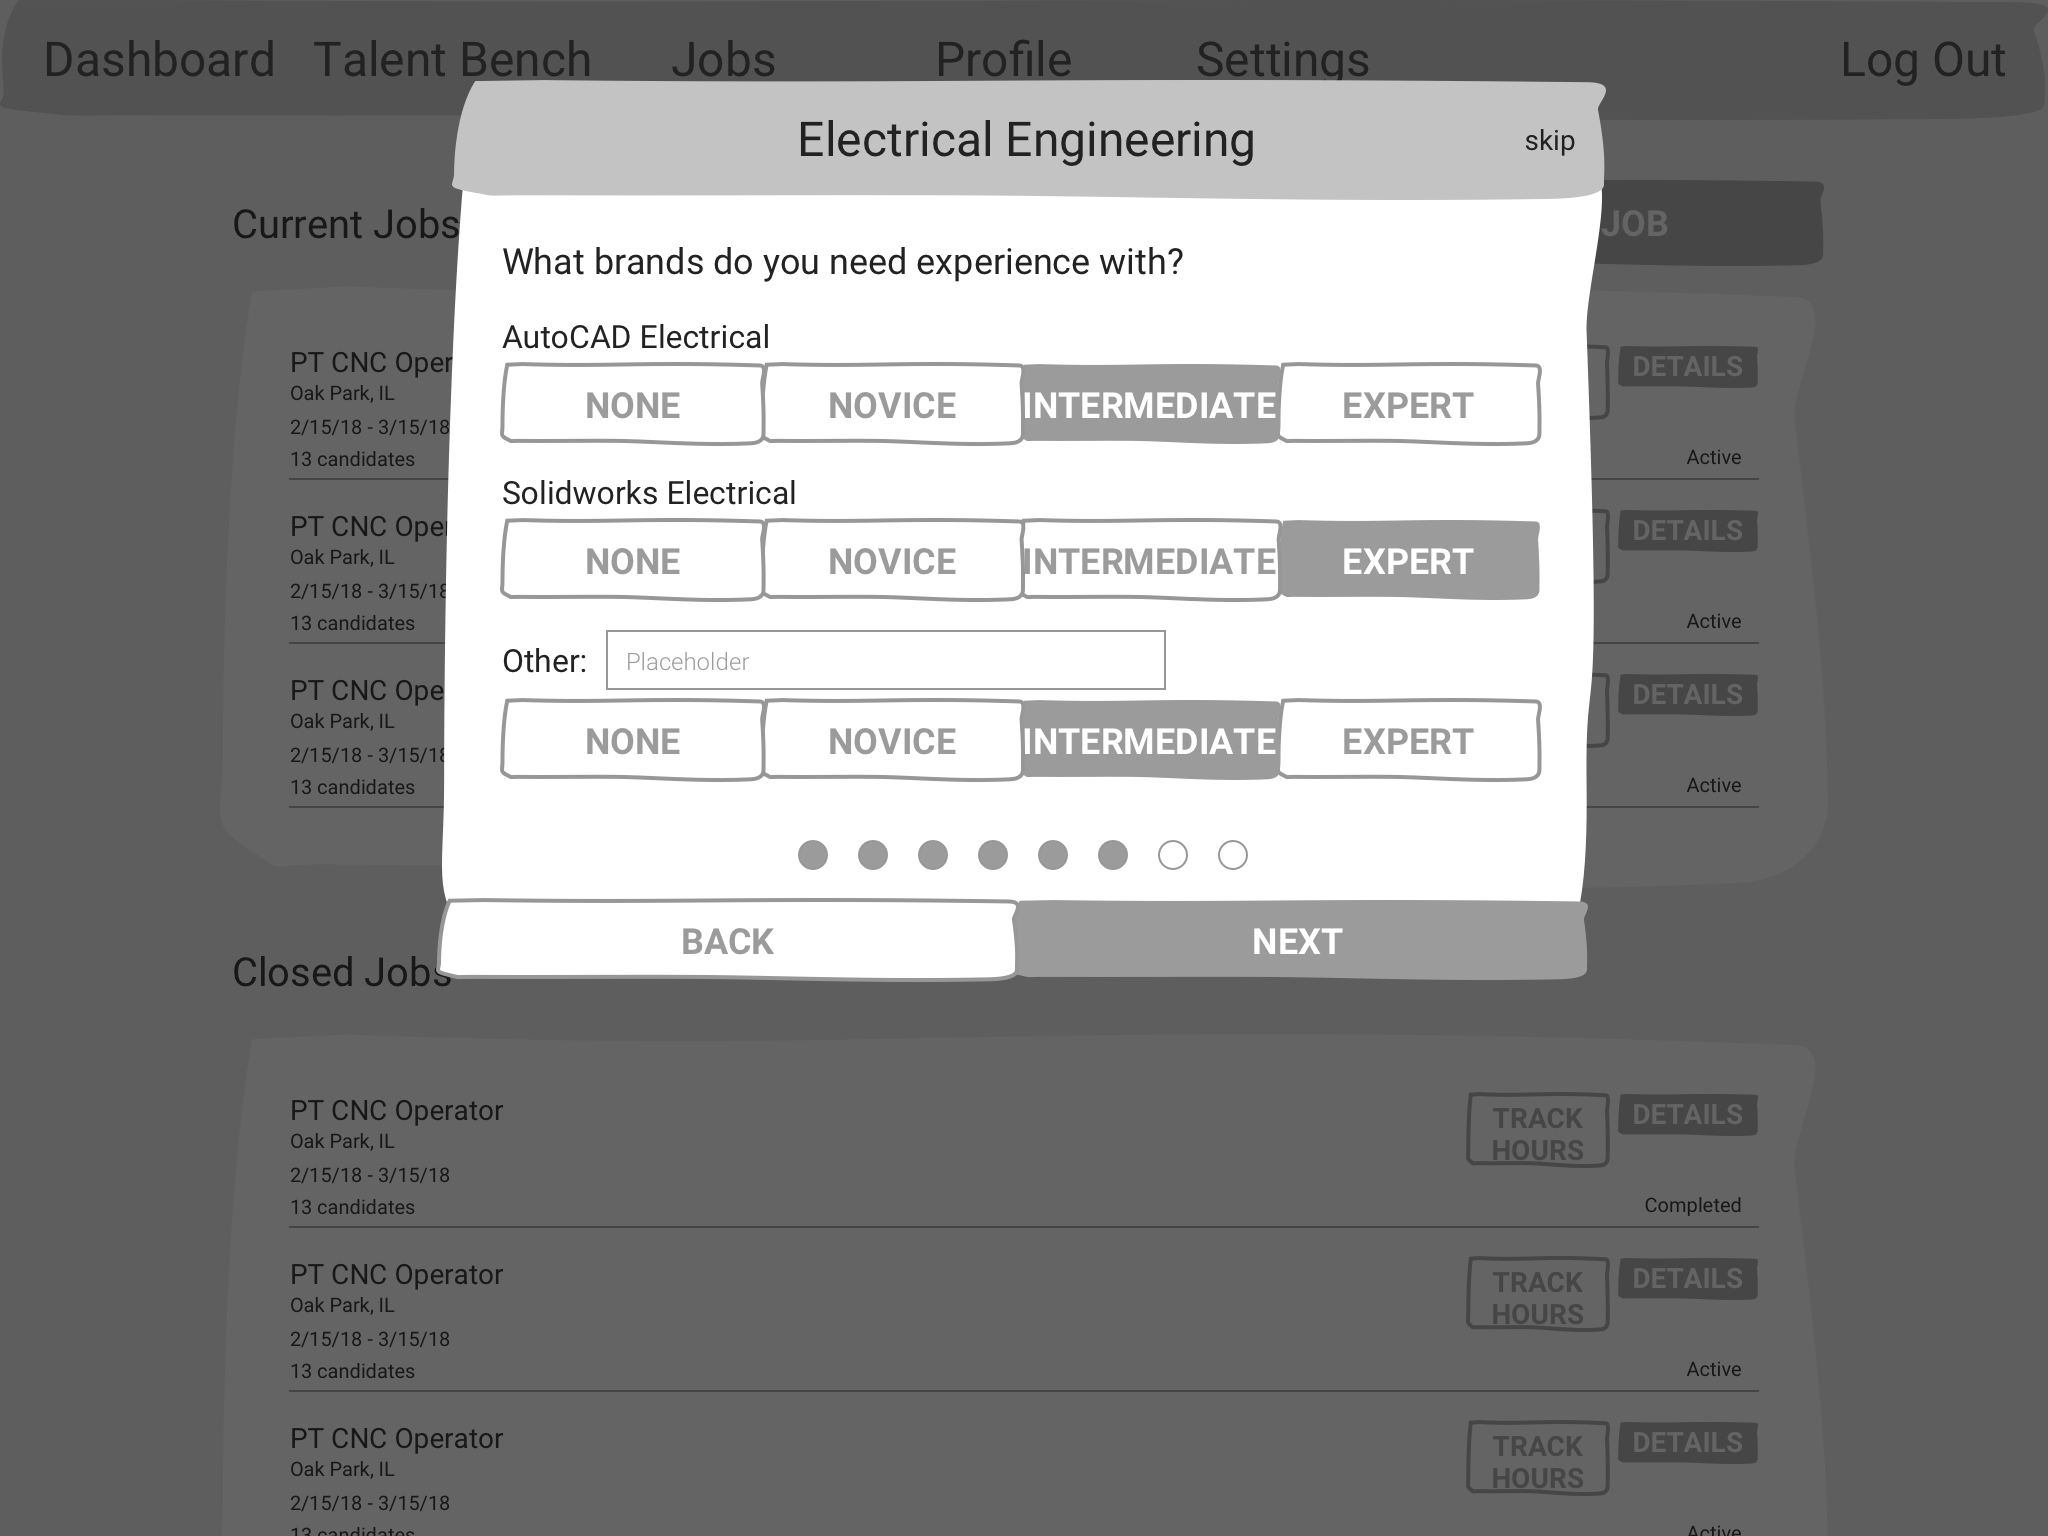 Dashboard Talent Bench Jobs Profile Settings Log Out
Electrical Engineering skip
Current Jobs JOB
What brands do you need experience with?
AutoCAD Electrical
NONE NOVICE INTERMEDIATE EXPERT
Solidworks Electrical
NONE NOVICE INTERMEDIATE EXPERT
Other: Placeholder
NONE NOVICE INTERMEDIATE EXPERT
BACK NEXT
PT CNC Oper DETAILS
Oak Park, IL
2/15/18 - 3/15/18
13 candidates Active
PT CNC Oper DETAILS
Oak Park, IL
2/15/18 - 3/15/18
13 candidates Active
PT CNC Ope DETAILS
Oak Park, IL
2/15/18 - 3/15/18
13 candidates Active
Closed Jobs
PT CNC Operator TRACK HOURS DETAILS
Oak Park, IL
2/15/18 - 3/15/18
13 candidates Completed
PT CNC Operator TRACK HOURS DETAILS
Oak Park, IL
2/15/18 - 3/15/18
13 candidates Active
PT CNC Operator TRACK HOURS DETAILS
Oak Park, IL
2/15/18 - 3/15/18
13 candidates Active